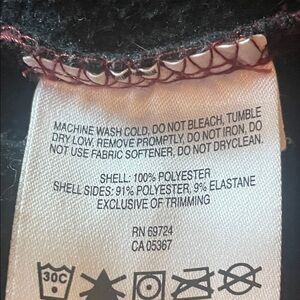 MACHINE WASH COLD, DO NOT BLEACH, TUMBLE
DRY LOW. REMOVE PROMPTLY, DO NOT IRON, DO
NOT USE FABRIC SOFTENER, DO NOT DRYCLEAN.
SHELL: 100% POLYESTER
SHELL SIDES: 91% POLYESTER, 9% ELASTANE
EXCLUSIVE OF TRIMMING
RN 69724
CA 05367
30C